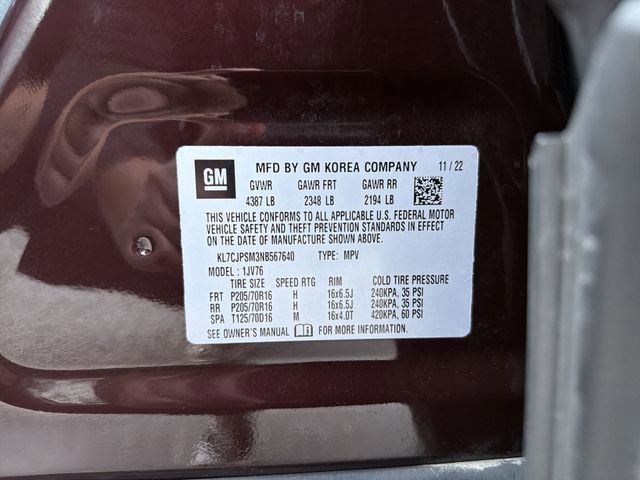 GM MFD BY GM KOREA COMPANY 11/22
GVWR GAWR FRT GAWR RR
4387 LB 2348 LB 2194 LB
THIS VEHICLE CONFORMS TO ALL APPLICABLE U.S. FEDERAL MOTOR
VEHICLE SAFETY AND THEFT PREVENTION STANDARDS IN EFFECT ON
THE DATE OF MANUFACTURE SHOWN ABOVE.
KL7CJPSM3NB567640 TYPE: MPV
MODEL: 1JV76
TIRE SIZE SPEED RTG RIM COLD TIRE PRESSURE
FRT P205/70R16 H 16x6.5J 240KPA, 35 PSI
RR P205/70R16 H 16x6.5J 240KPA, 35 PSI
SPA T125/70D16 M 16x4.0T 420KPA, 60 PSI
SEE OWNER'S MANUAL FOR MORE INFORMATION.